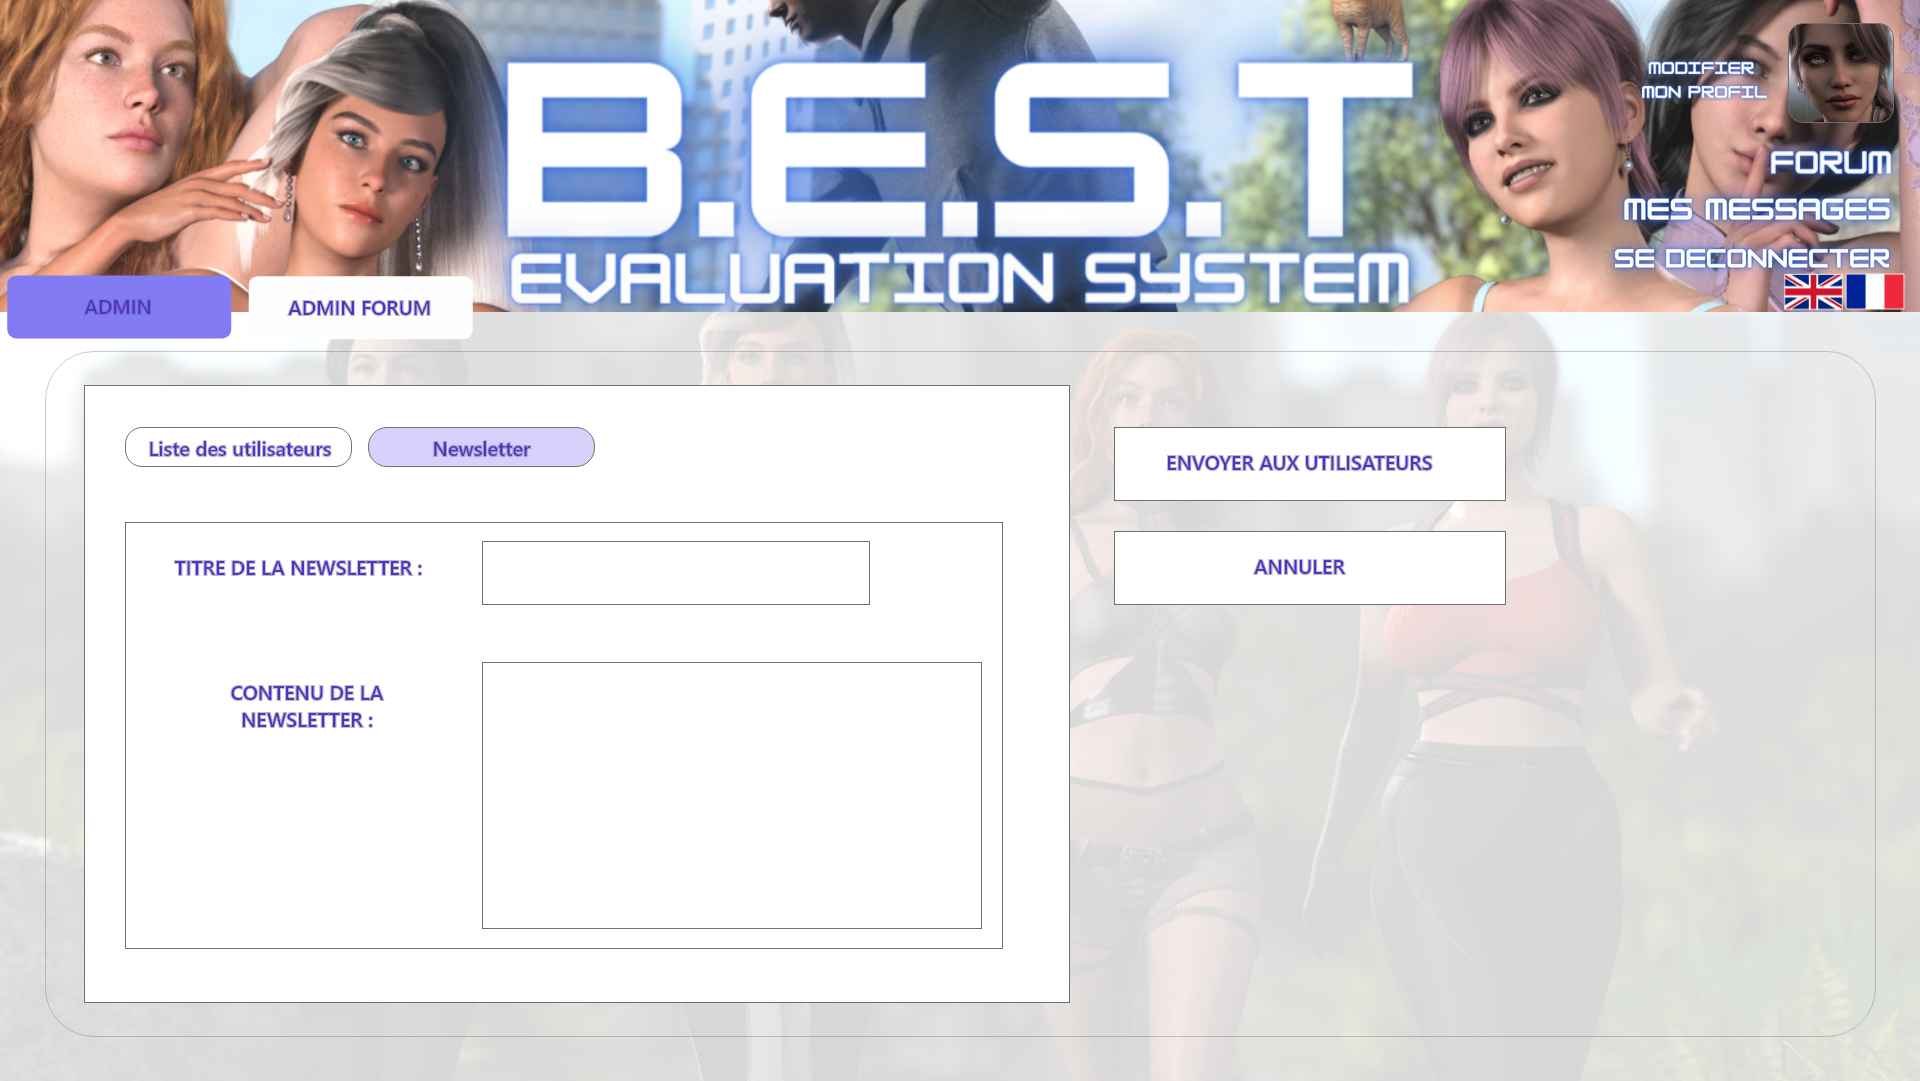 B.E.S.T
EVALUATION SYSTEM
MODIFIER
MON PROFIL
FORUM
MES MESSAGES
SE DECONNECTER
ADMIN
ADMIN FORUM
Liste des utilisateurs
Newsletter
TITRE DE LA NEWSLETTER :
CONTENU DE LA
NEWSLETTER :
ENVOYER AUX UTILISATEURS
ANNULER